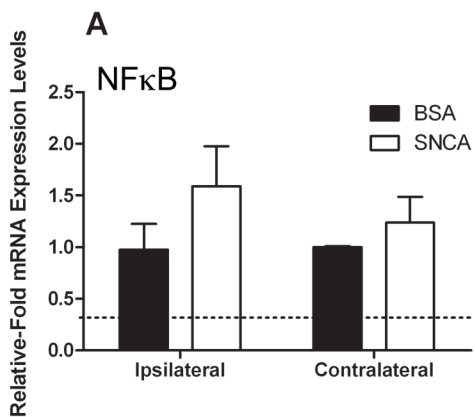 A
NFκB
Relative-Fold mRNA Expression Levels
2.5
2.0
1.5
1.0
0.5
0.0
BSA
SNCA
Ipsilateral
Contralateral